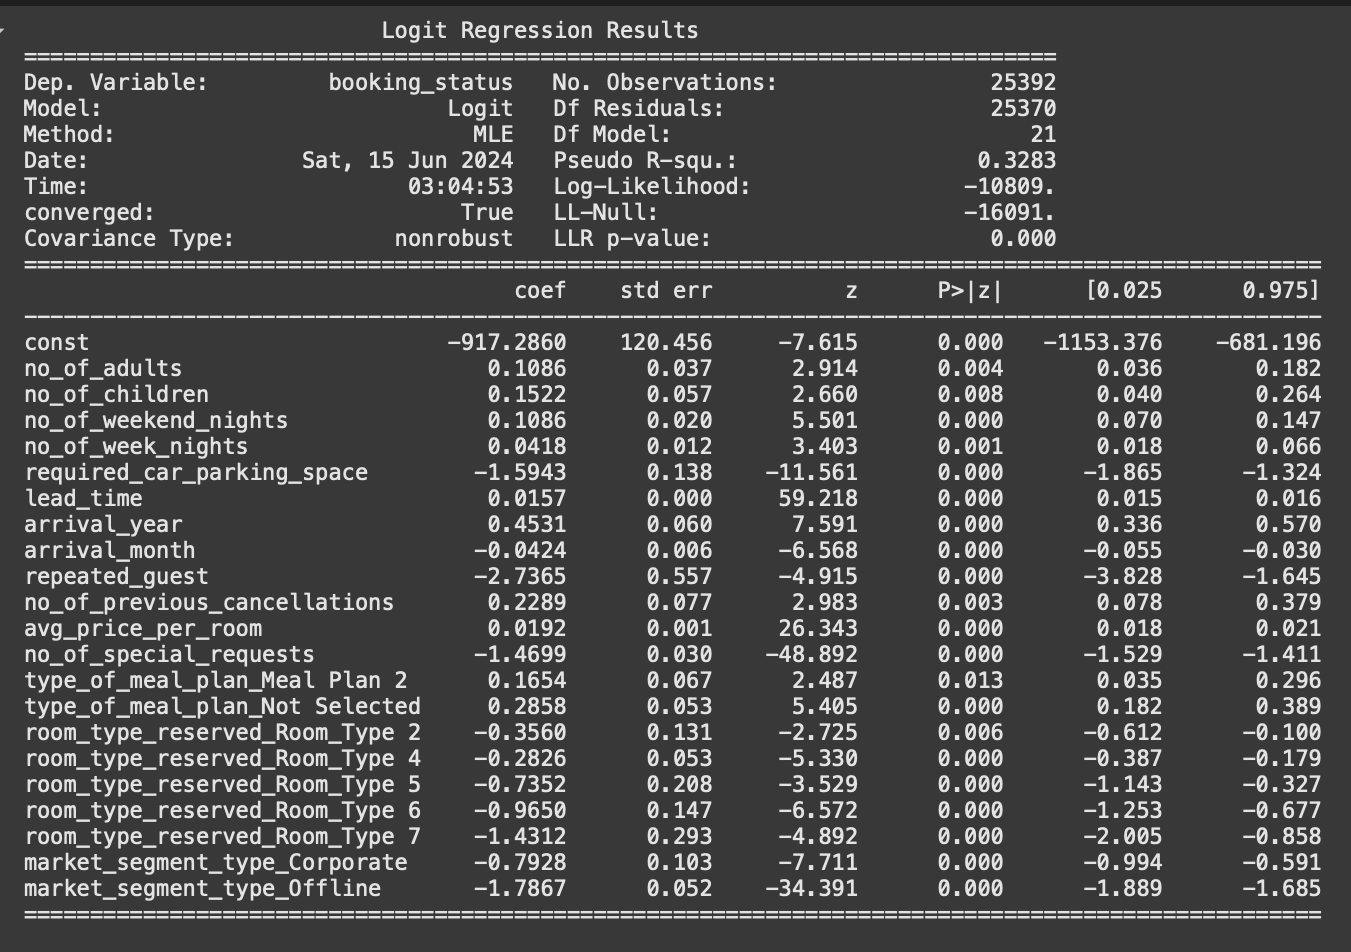 Logit Regression Results
==============================================================================
Dep. Variable: booking_status No. Observations: 25392
Model: Logit Df Residuals: 25370
Method: MLE Df Model: 21
Date: Sat, 15 Jun 2024 Pseudo R-squ.: 0.3283
Time: 03:04:53 Log-Likelihood: -10809.
converged: True LL-Null: -16091.
Covariance Type: nonrobust LLR p-value: 0.000
==================================================================================================
coef std err z P>|z| [0.025 0.975]
--------------------------------------------------------------------------------------------------
const -917.2860 120.456 -7.615 0.000 -1153.376 -681.196
no_of_adults 0.1086 0.037 2.914 0.004 0.036 0.182
no_of_children 0.1522 0.057 2.660 0.008 0.040 0.264
no_of_weekend_nights 0.1086 0.020 5.501 0.000 0.070 0.147
no_of_week_nights 0.0418 0.012 3.403 0.001 0.018 0.066
required_car_parking_space -1.5943 0.138 -11.561 0.000 -1.865 -1.324
lead_time 0.0157 0.000 59.218 0.000 0.015 0.016
arrival_year 0.4531 0.060 7.591 0.000 0.336 0.570
arrival_month -0.0424 0.006 -6.568 0.000 -0.055 -0.030
repeated_guest -2.7365 0.557 -4.915 0.000 -3.828 -1.645
no_of_previous_cancellations 0.2289 0.077 2.983 0.003 0.078 0.379
avg_price_per_room 0.0192 0.001 26.343 0.000 0.018 0.021
no_of_special_requests -1.4699 0.030 -48.892 0.000 -1.529 -1.411
type_of_meal_plan_Meal Plan 2 0.1654 0.067 2.487 0.013 0.035 0.296
type_of_meal_plan_Not Selected 0.2858 0.053 5.405 0.000 0.182 0.389
room_type_reserved_Room_Type 2 -0.3560 0.131 -2.725 0.006 -0.612 -0.100
room_type_reserved_Room_Type 4 -0.2826 0.053 -5.330 0.000 -0.387 -0.179
room_type_reserved_Room_Type 5 -0.7352 0.208 -3.529 0.000 -1.143 -0.327
room_type_reserved_Room_Type 6 -0.9650 0.147 -6.572 0.000 -1.253 -0.677
room_type_reserved_Room_Type 7 -1.4312 0.293 -4.892 0.000 -2.005 -0.858
market_segment_type_Corporate -0.7928 0.103 -7.711 0.000 -0.994 -0.591
market_segment_type_Offline -1.7867 0.052 -34.391 0.000 -1.889 -1.685
==================================================================================================